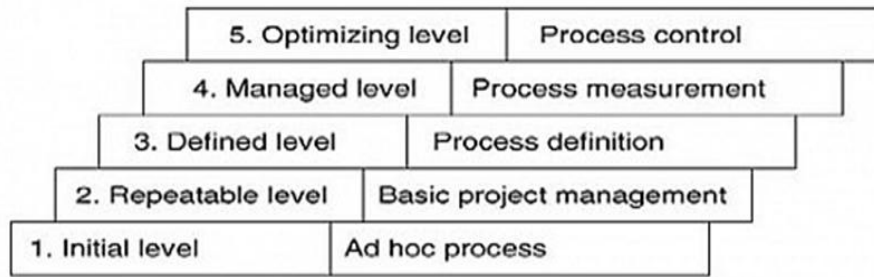 5. Optimizing level Process control
4. Managed level Process measurement
3. Defined level Process definition
2. Repeatable level Basic project management
1. Initial level Ad hoc process